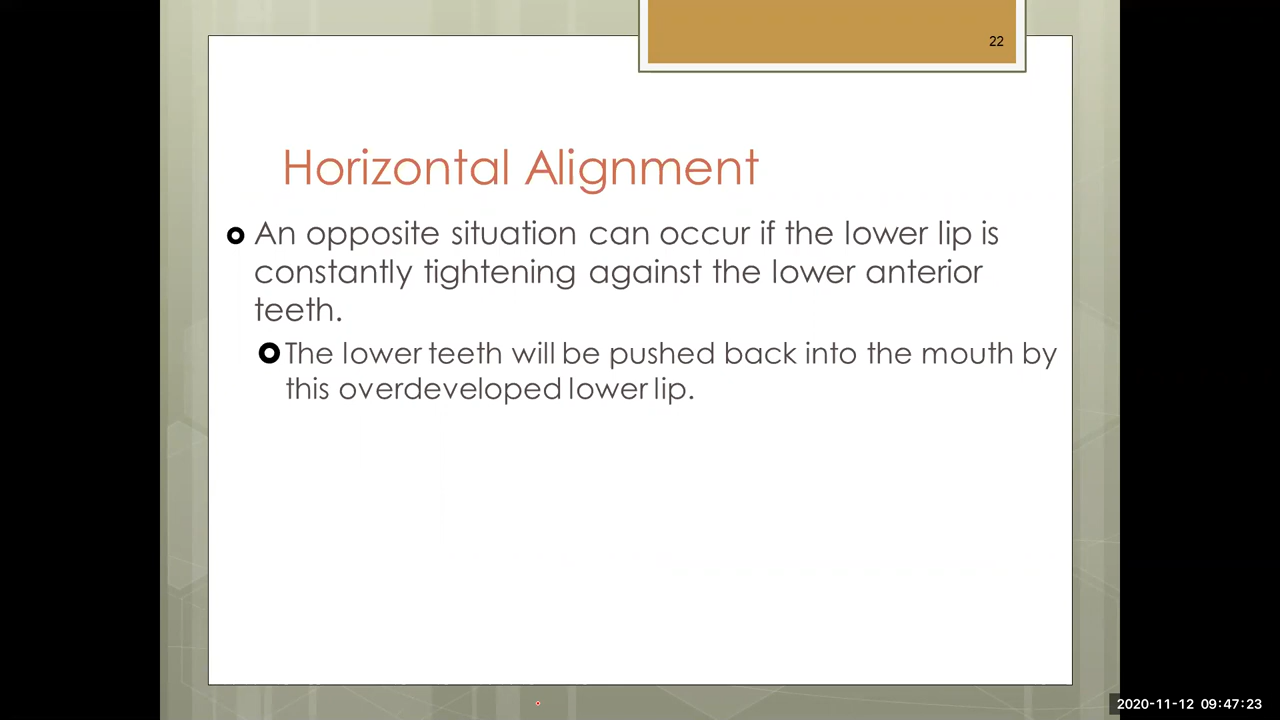 22
Horizontal Alignment
An opposite situation can occur if the lower lip is
constantly tightening against the lower anterior
teeth.
The lower teeth will be pushed back into the mouth by
this overdeveloped lower lip.
2020-11-12 09:47:23